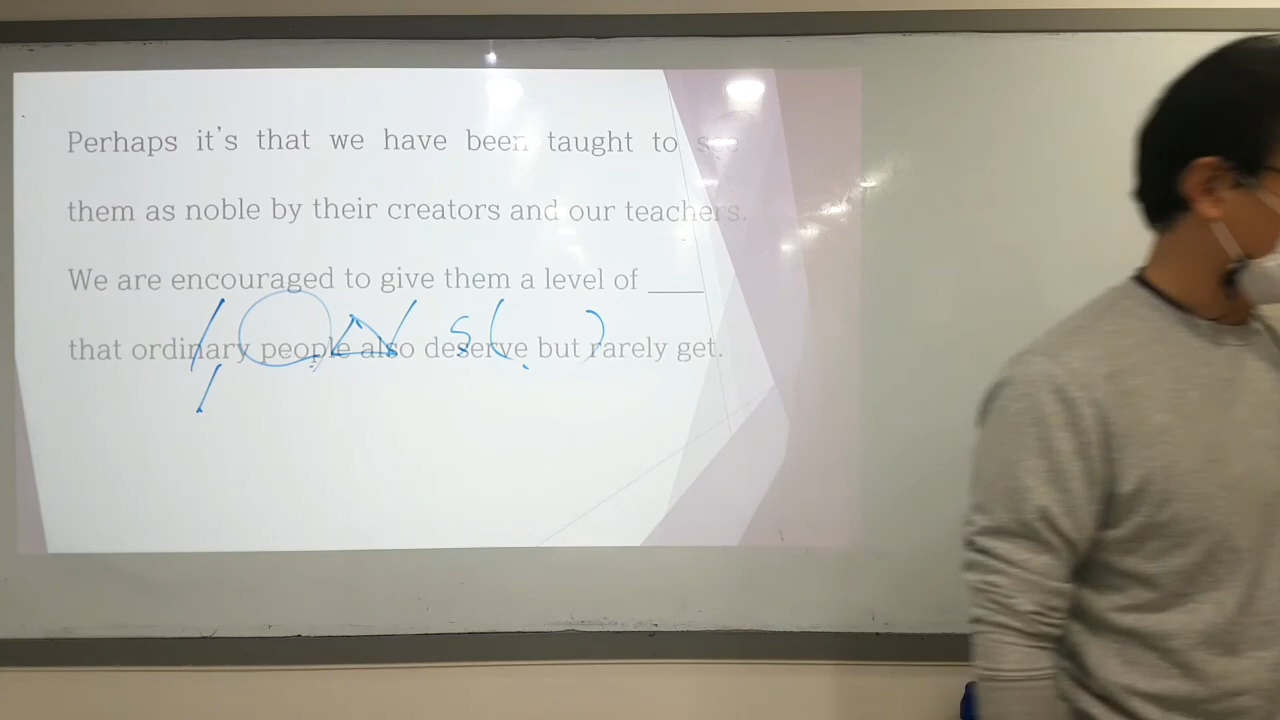 Perhaps it's that we have been taught to see
them as noble by their creators and our teachers.
We are encouraged to give them a level of ____
that ordinary people also deserve but rarely get.
S( )